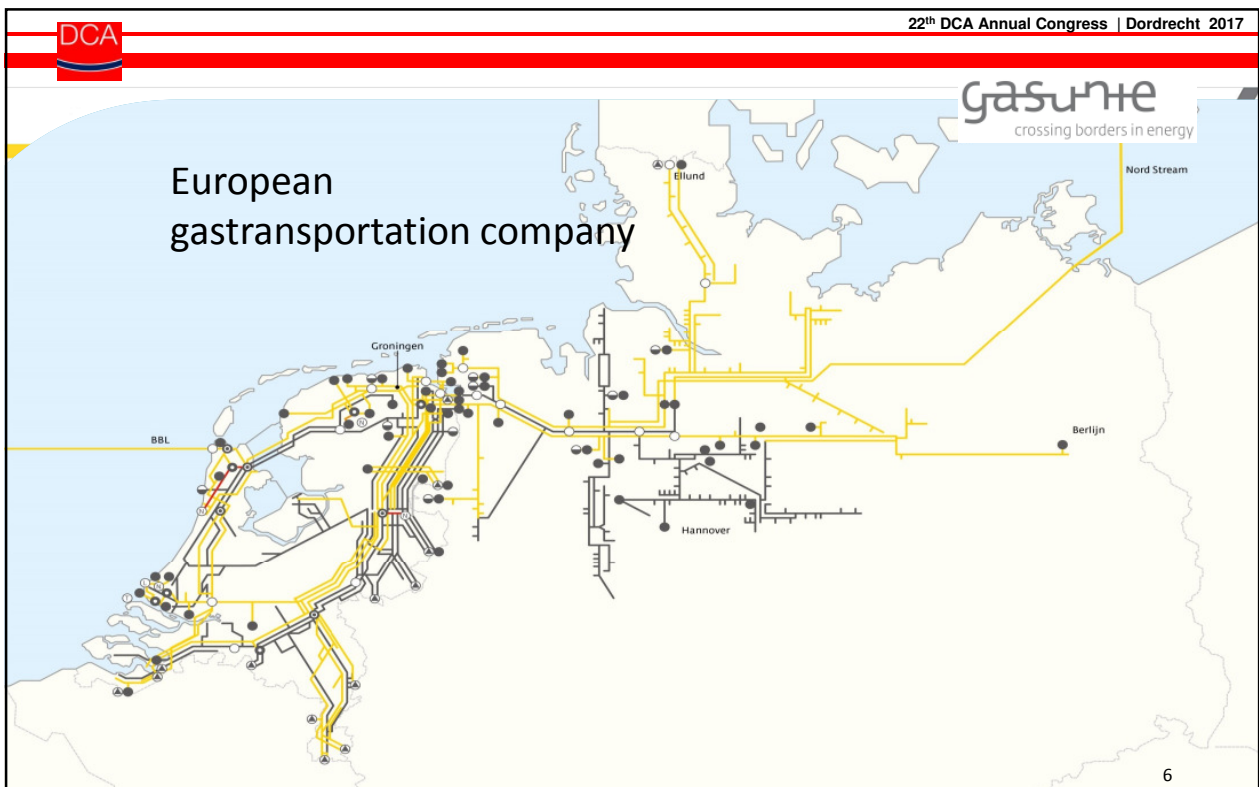 DCA
22th DCA Annual Congress | Dordrecht 2017
gasunie
crossing borders in energy
European
gastransportation company
Ellund
Nord Stream
Groningen
BBL
Berlijn
Hannover
N
N
N
L
N
T
6